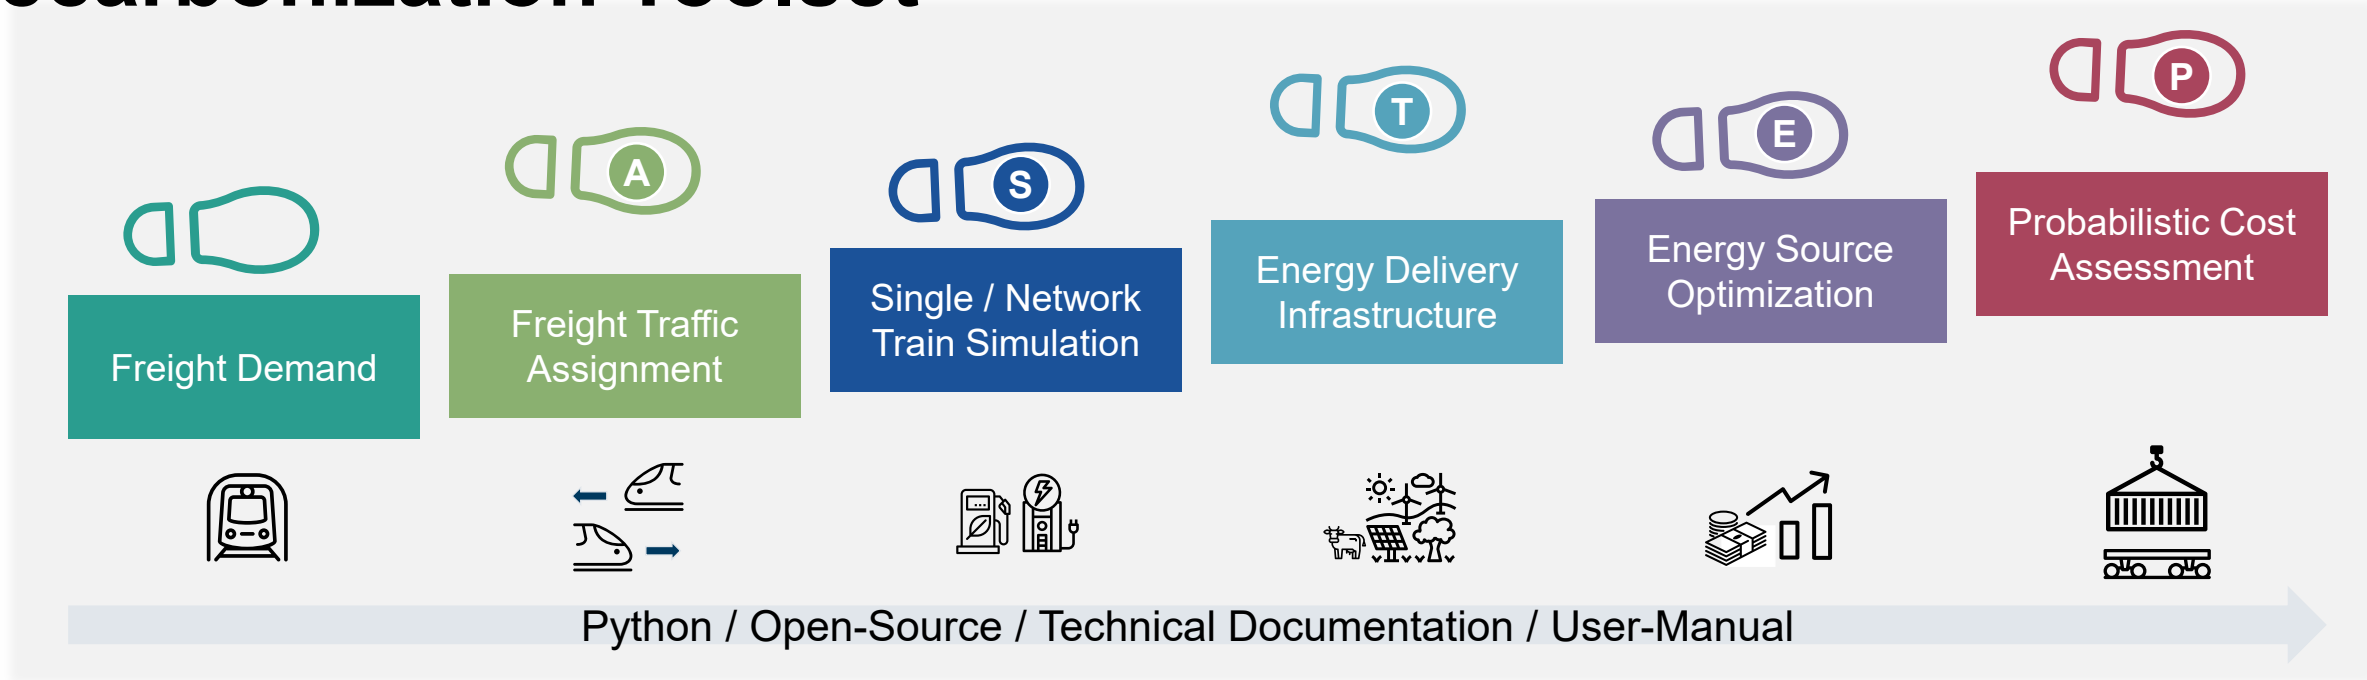 A
S
T
E
P
Freight Demand
Freight Traffic
Assignment
Single / Network
Train Simulation
Energy Delivery
Infrastructure
Energy Source
Optimization
Probabilistic Cost
Assessment
Python / Open-Source / Technical Documentation / User-Manual